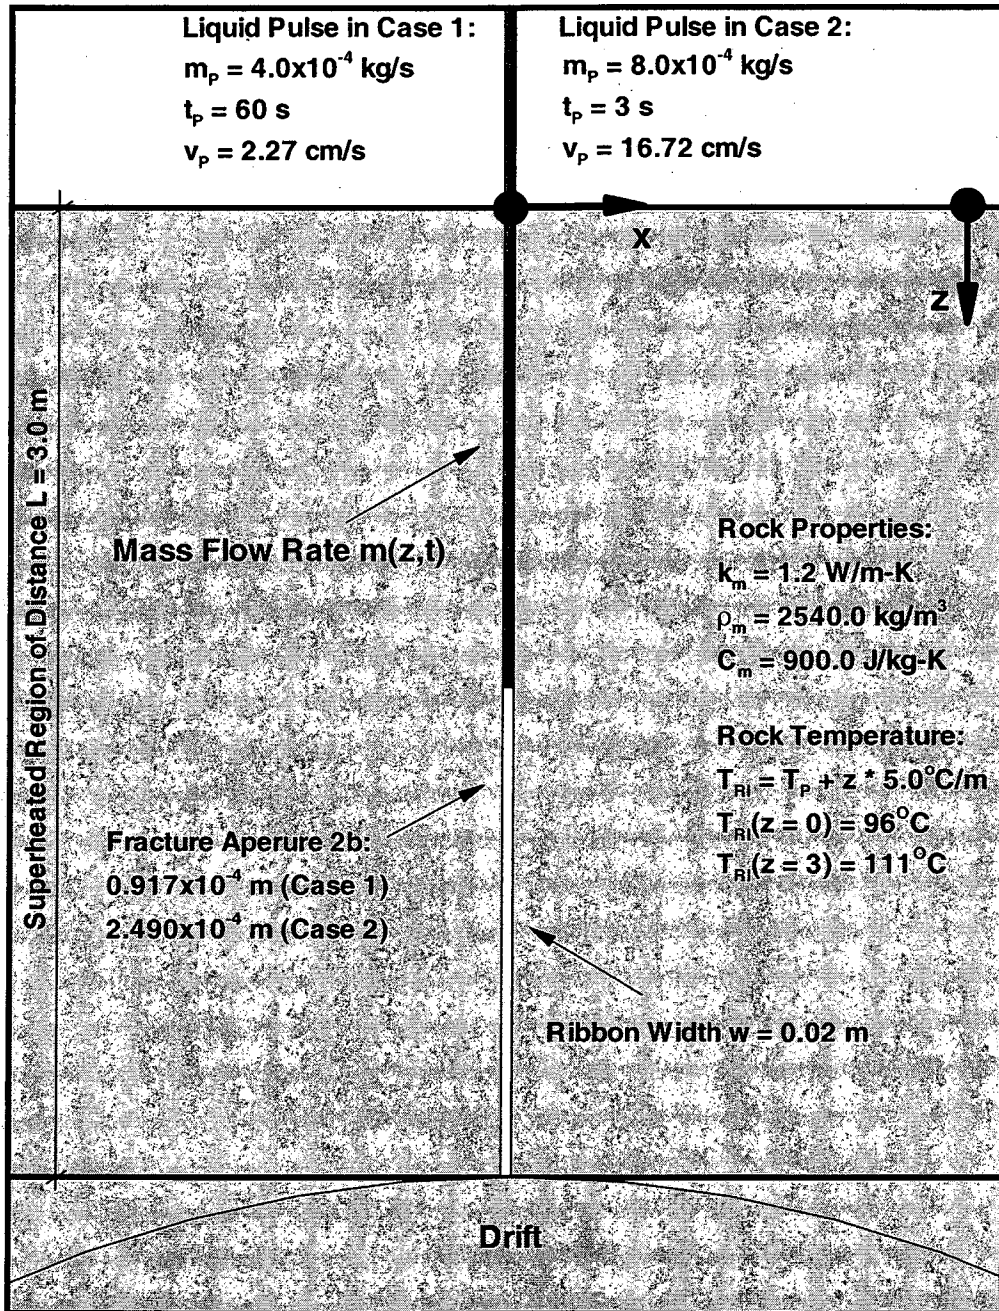 Liquid Pulse in Case 1:
m_P = 4.0x10^-4 kg/s
t_P = 60 s
v_P = 2.27 cm/s
Liquid Pulse in Case 2:
m_P = 8.0x10^-4 kg/s
t_P = 3 s
v_P = 16.72 cm/s
x
z
Superheated Region of Distance L = 3.0 m
Mass Flow Rate m(z,t)
Rock Properties:
k_m = 1.2 W/m-K
ρ_m = 2540.0 kg/m^3
C_m = 900.0 J/kg-K
Rock Temperature:
T_RI = T_P + z * 5.0°C/m
T_RI(z = 0) = 96°C
T_RI(z = 3) = 111°C
Fracture Aperure 2b:
0.917x10^-4 m (Case 1)
2.490x10^-4 m (Case 2)
Ribbon Width w = 0.02 m
Drift